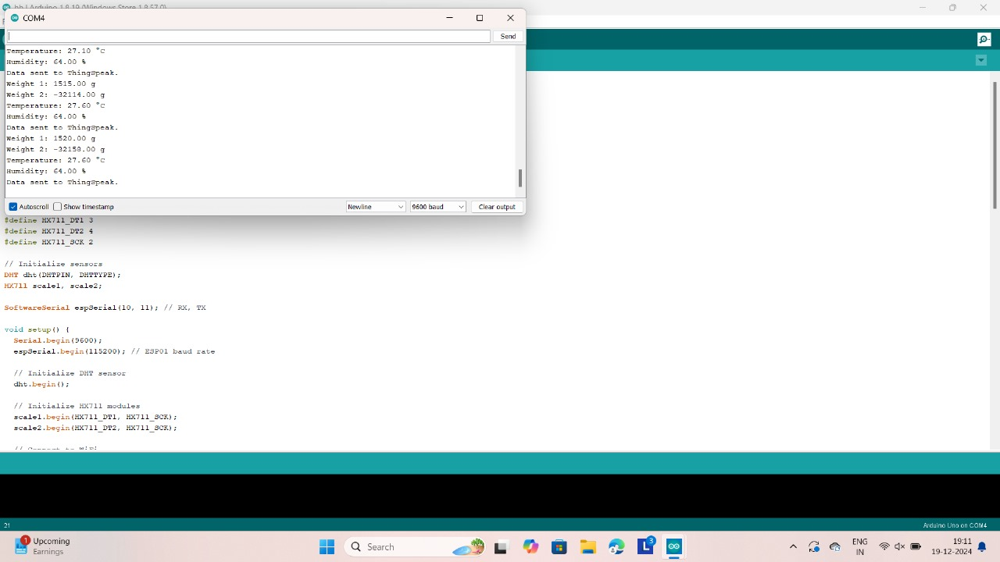 bb | Arduino 1.8.19 (Windows Store 1.8.57.0)
COM4
Send
Temperature: 27.10 °C
Humidity: 64.00 %
Data sent to ThingSpeak.
Weight 1: 1515.00 g
Weight 2: -32114.00 g
Temperature: 27.60 °C
Humidity: 64.00 %
Data sent to ThingSpeak.
Weight 1: 1520.00 g
Weight 2: -32158.00 g
Temperature: 27.60 °C
Humidity: 64.00 %
Data sent to ThingSpeak.
Autoscroll Show timestamp Newline 9600 baud Clear output
#define HX711_DT1 3
#define HX711_DT2 4
#define HX711_SCK 2
// Initialize sensors
DHT dht(DHTPIN, DHTTYPE);
HX711 scale1, scale2;
SoftwareSerial espSerial(10, 11); // RX, TX
void setup() {
Serial.begin(9600);
espSerial.begin(115200); // ESP01 baud rate
// Initialize DHT sensor
dht.begin();
// Initialize HX711 modules
scale1.begin(HX711_DT1, HX711_SCK);
scale2.begin(HX711_DT2, HX711_SCK);
// Connect to WiFi
21 Arduino Uno on COM4
1 Upcoming
Earnings
Search
L 3
ENG
IN
19:11
19-12-2024